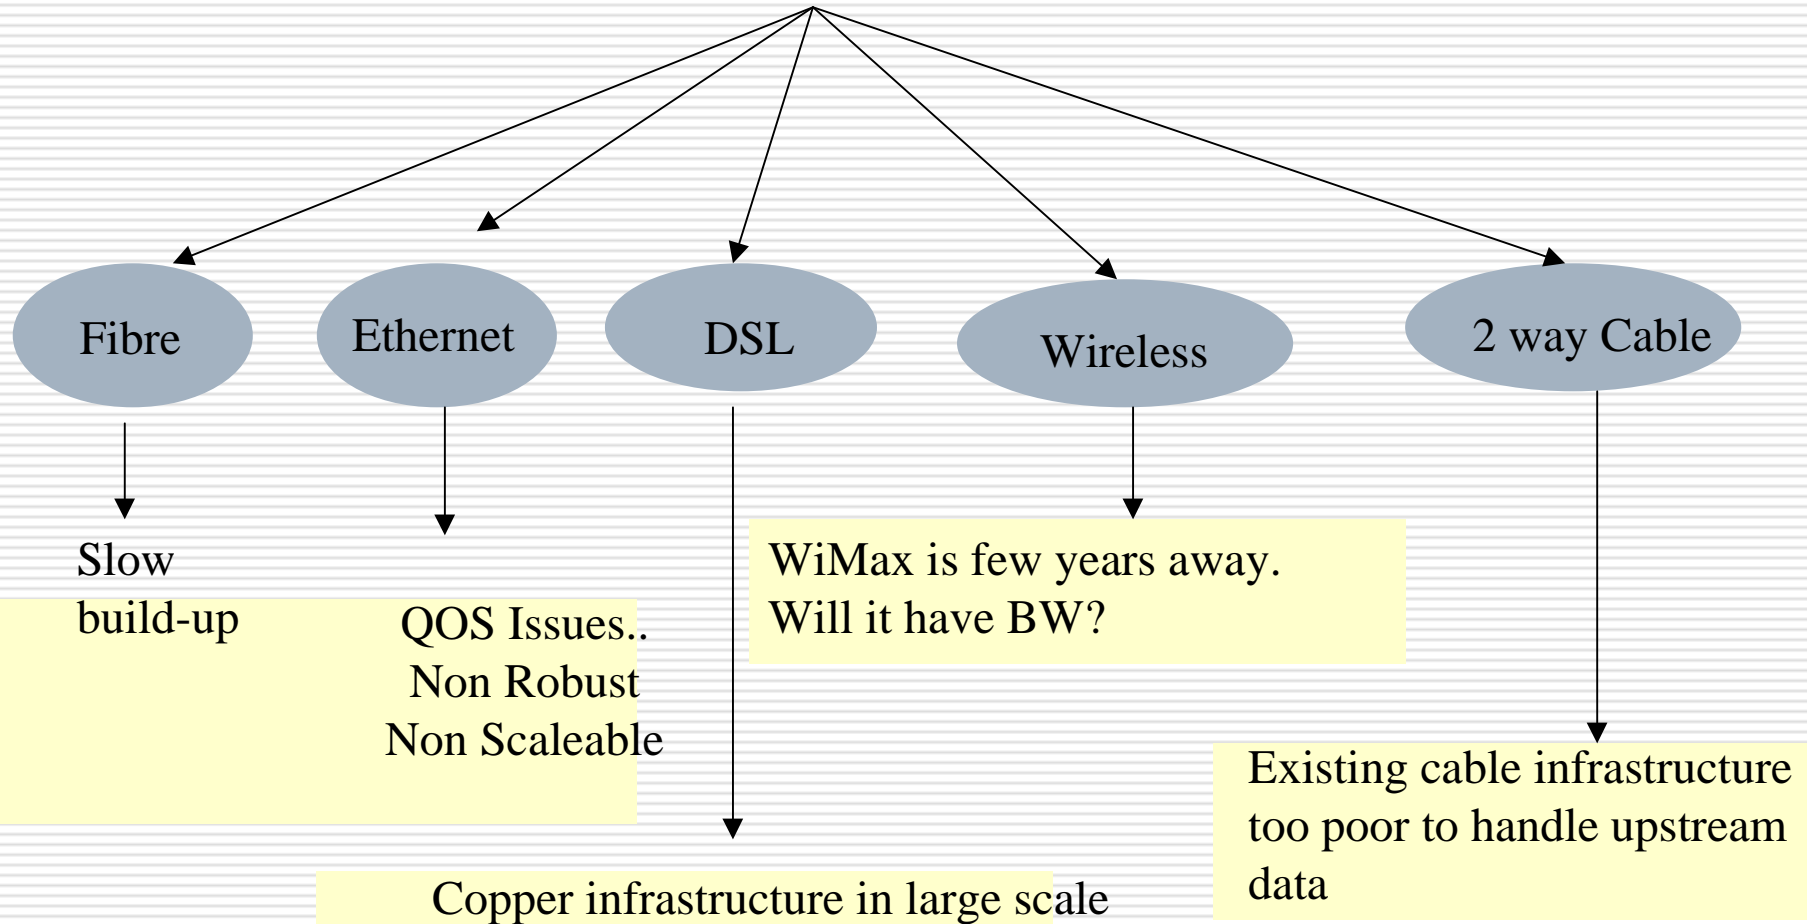 Fibre
Ethernet
DSL
Wireless
2 way Cable
Slow
build-up
QOS Issues..
Non Robust
Non Scaleable
WiMax is few years away.
Will it have BW?
Existing cable infrastructure
too poor to handle upstream
data
Copper infrastructure in large scale